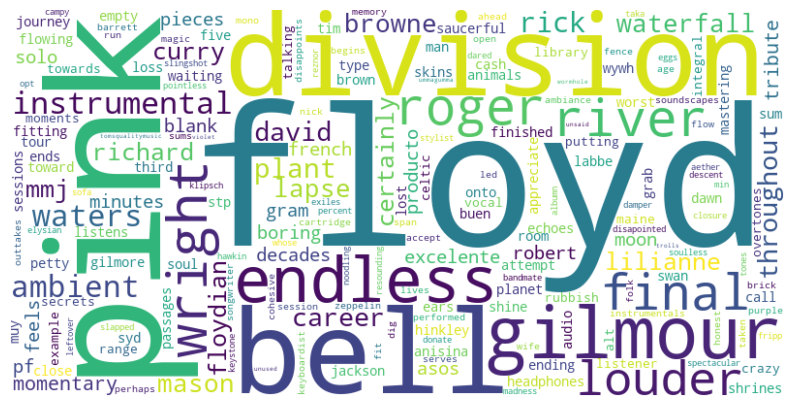 campy
journey
barrett
run
empty
flowing
solo
pieces
magic
slingshot
pointless
towards
loss
curry
five
tim
waiting
opt
mono
memory
disappoints
reznor
begins
talking
brown
browne
type
man
skins
saucerful
rick
library
cash
animals
ahead
open
dared
waterfall
fence
wywh
taka
eggs
age
integral
tribute
wormhole
ummagumma
division
pink
floyd
instrumental
moments
fitting
tour
ends
toward
sessions
mmj
blank
sums
violet
nick
tomsqualitymusic
richard
third
david
french
plant
lapse
gram
boring
decades
stp
klipsch
sofa
listens
minutes
waters
wright
roger
river
certainly
ambiance
worst
soundscapes
mastering
sum
throughout
finished
stylist
putting
flow
unsaid
labbe
aether
descent
onto
producto
celtic
lost
vocal
buen
appreciate
led
maine
grab
min
dawn
overtones
echoes
albumn
damper
closure
room
moon
disapointed
trolls
outtakes
elysian
petty
gilmore
soul
floydian
cartridge
exiles
percent
span
accept
excelente
robert
attempt
lilianne
swan
soulless
tones
whose
hawkin
endless
noodling
resounding
lives
bandmate
planet
shine
rubbish
folk
final
brick
call
purple
ambient
secrets
muy
feels
example
syd
range
passages
songwriter
career
cohesive
session
zeppelin
performed
donate
serves
ears
dig
hinkley
anisina
asos
fit
wife
jackson
madness
gilmour
audio
alt
listener
headphones
ending
instrumentals
honest
taken
fripp
spectacular
louder
crazy
shrines
pf
close
momentary
perhaps
leftover
slapped
mason
keystone
keyboardist
unused
bell